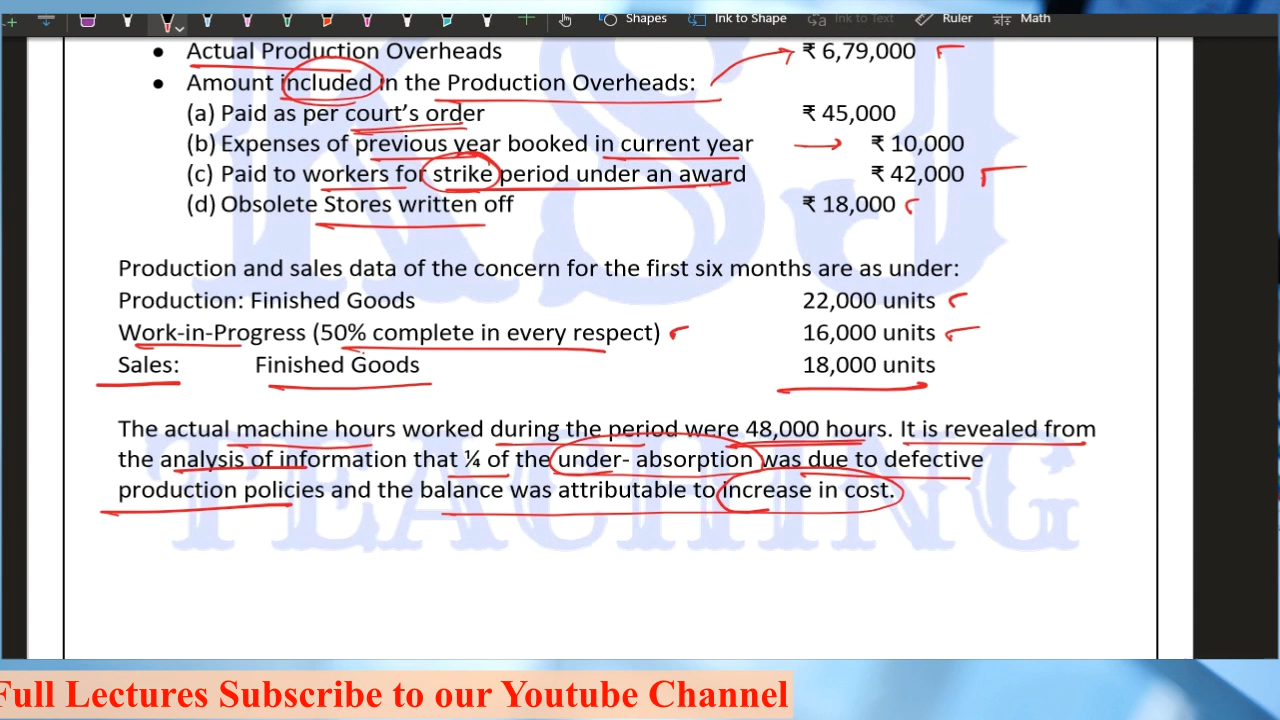 Shapes Ink to Shape Ink to Text Ruler Math
• Actual Production Overheads ₹ 6,79,000
• Amount included in the Production Overheads:
(a) Paid as per court’s order ₹ 45,000
(b) Expenses of previous year booked in current year ₹ 10,000
(c) Paid to workers for strike period under an award ₹ 42,000
(d) Obsolete Stores written off ₹ 18,000
Production and sales data of the concern for the first six months are as under:
Production: Finished Goods 22,000 units
Work-in-Progress (50% complete in every respect) 16,000 units
Sales: Finished Goods 18,000 units
The actual machine hours worked during the period were 48,000 hours. It is revealed from
the analysis of information that ¼ of the under- absorption was due to defective
production policies and the balance was attributable to increase in cost.
KSJ
TEACHING
Full Lectures Subscribe to our Youtube Channel